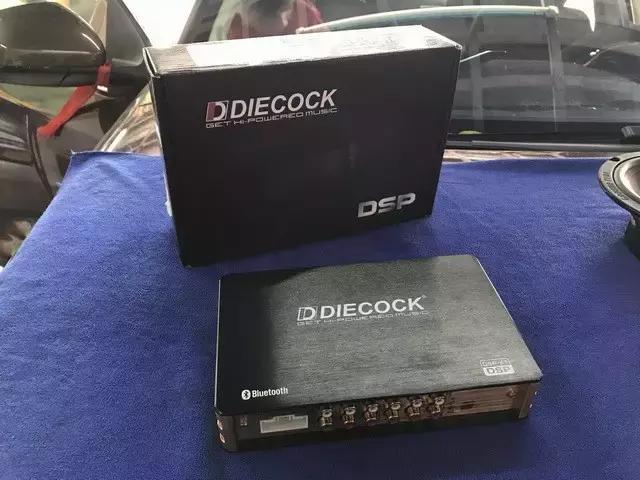 DIECOCK
GET HI-POWERED MUSIC
DSP
DIECOCK®
GET HI-POWERED MUSIC
DSP
Bluetooth